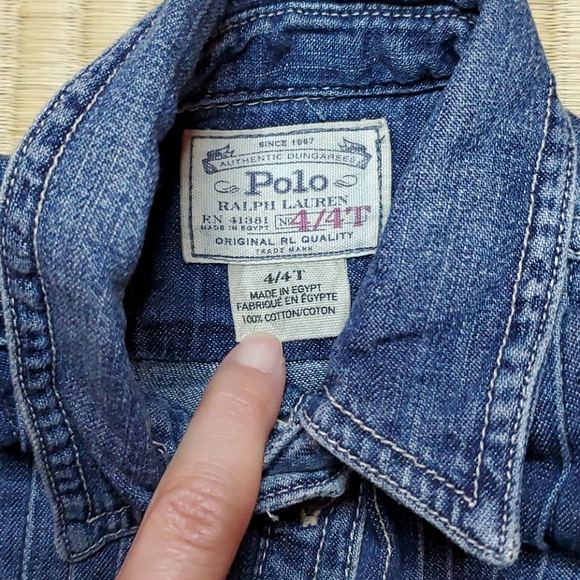 SINCE 1967
AUTHENTIC DUNGAREES
Polo
RALPH LAUREN
RN 41381 No 4/4T
MADE IN EGYPT
ORIGINAL RL QUALITY
TRADE MARK
4/4T
MADE IN EGYPT
FABRIQUÉ EN ÉGYPTE
100% COTTON/COTON